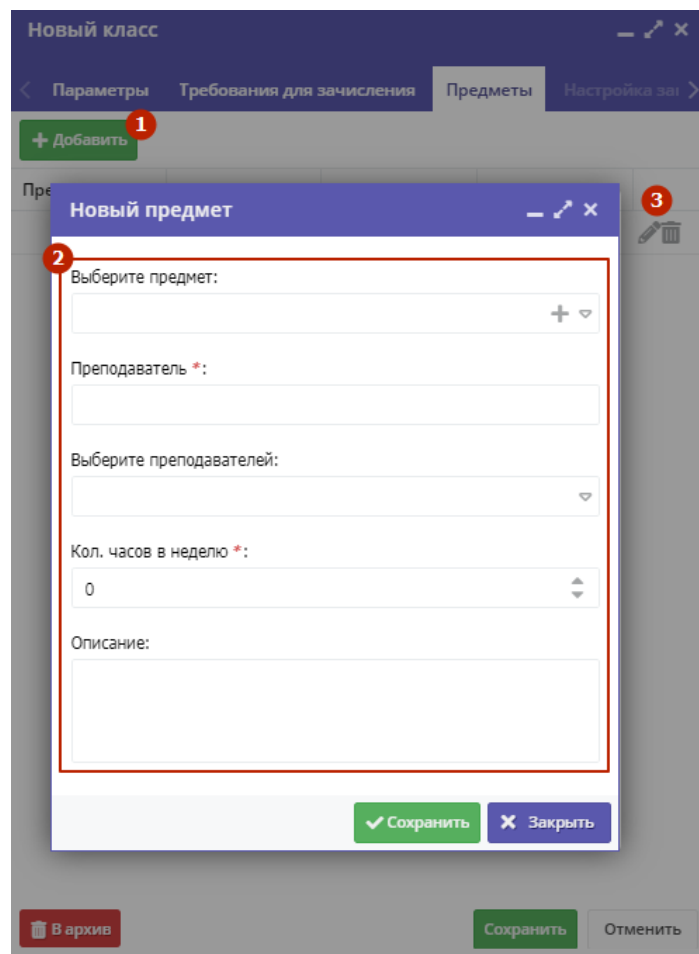 Новый класс
Параметры Требования для зачисления Предметы Настройка заг
1
Добавить
Пре
3
Новый предмет
2
Выберите предмет:
Преподаватель *:
Выберите преподавателей:
Кол. часов в неделю *:
0
Описание:
Сохранить Закрыть
В архив Сохранить Отменить